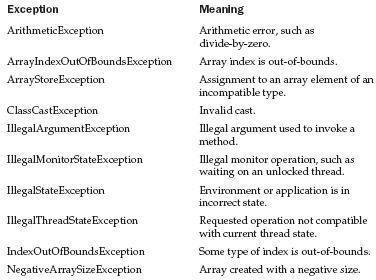 Exception Meaning
ArithmeticException Arithmetic error, such as
divide-by-zero.
ArrayIndexOutOfBoundsException Array index is out-of-bounds.
ArrayStoreException Assignment to an array element of an
incompatible type.
ClassCastException Invalid cast.
IllegalArgumentException Illegal argument used to invoke a
method.
IllegalMonitorStateException Illegal monitor operation, such as
waiting on an unlocked thread.
IllegalStateException Environment or application is in
incorrect state.
IllegalThreadStateException Requested operation not compatible
with current thread state.
IndexOutOfBoundsException Some type of index is out-of-bounds.
NegativeArraySizeException Array created with a negative size.